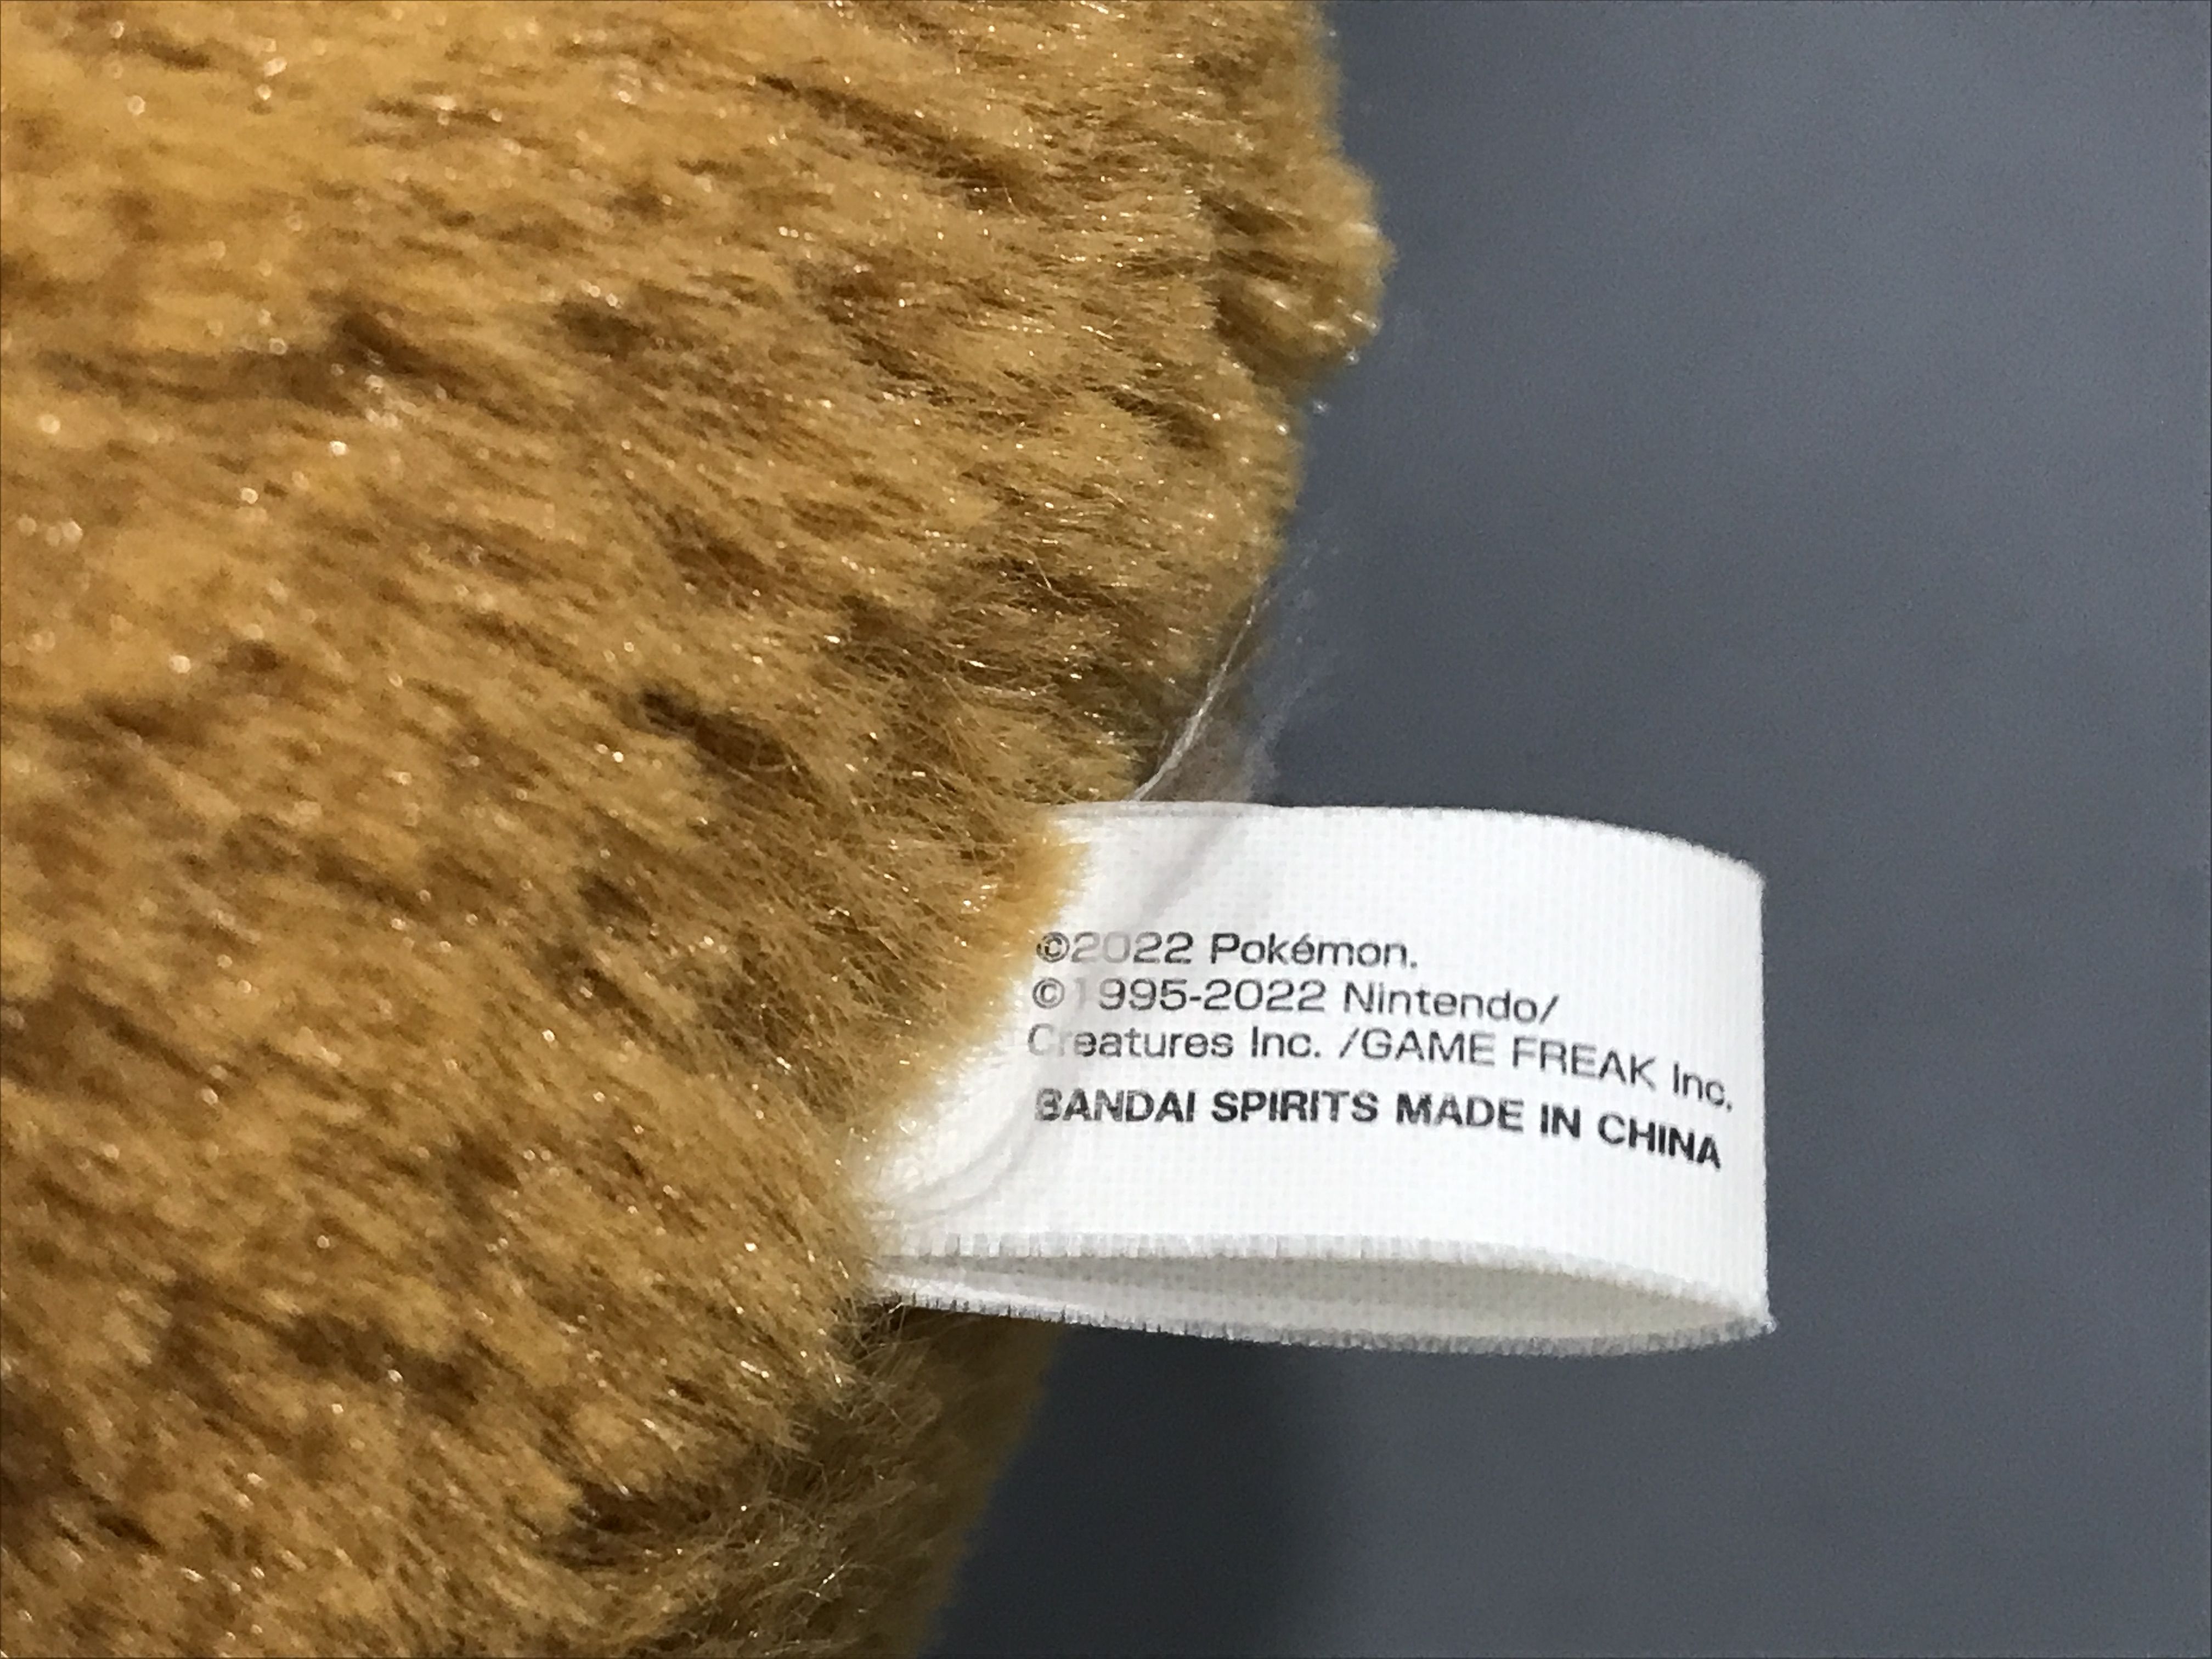 ©2022 Pokémon.
©1995-2022 Nintendo/
Creatures Inc. /GAME FREAK Inc.
BANDAI SPIRITS MADE IN CHINA